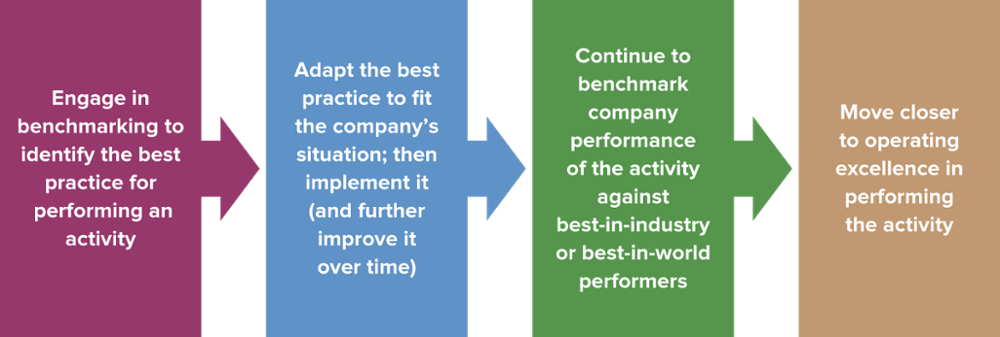 Engage in
benchmarking to
identify the best
practice for
performing an
activity
Adapt the best
practice to fit
the company’s
situation; then
implement it
(and further
improve it
over time)
Continue to
benchmark
company
performance
of the activity
against
best-in-industry
or best-in-world
performers
Move closer
to operating
excellence in
performing
the activity